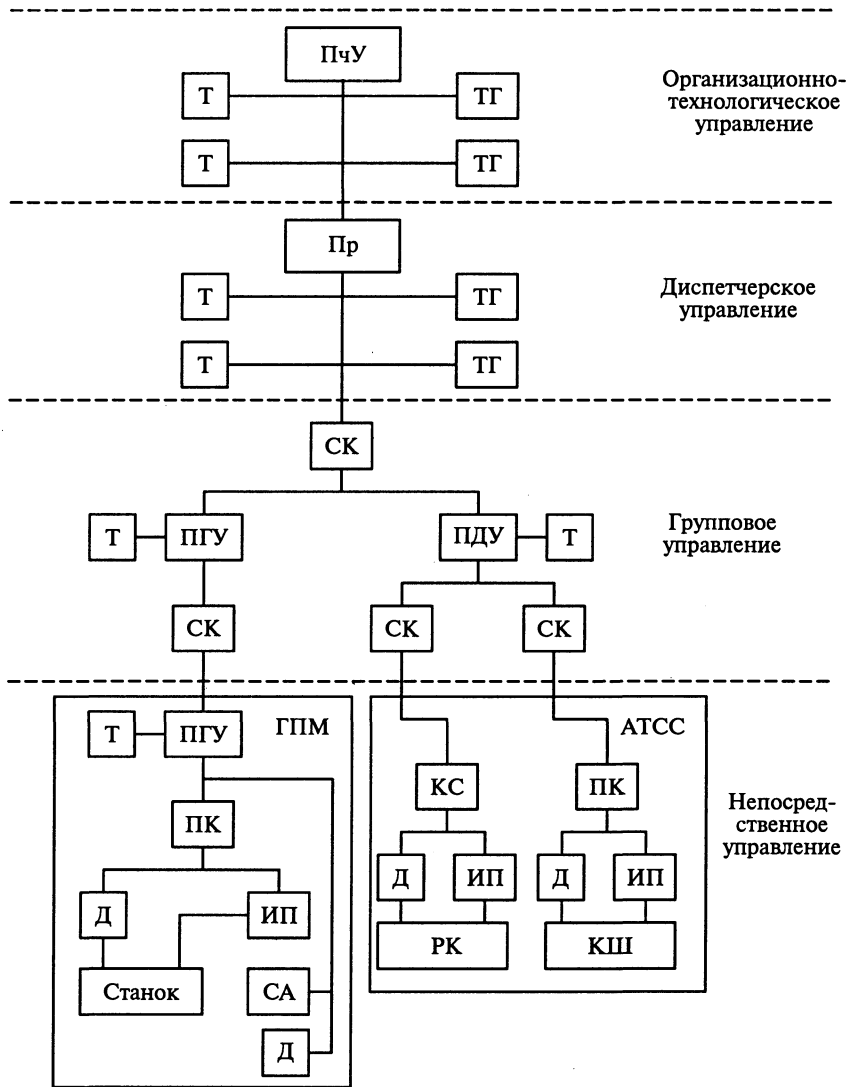 ПчУ
Т
ТГ
Организационно-
технологическое
управление
Т
ТГ
Пр
Т
ТГ
Диспетчерское
управление
Т
ТГ
СК
Т
ПГУ
ПДУ
Т
Групповое
управление
СК
СК
СК
Т
ПГУ
ГПМ
АТСС
ПК
КС
ПК
Непосред-
ственное
управление
Д
ИП
Д
ИП
Д
ИП
Станок
СА
Д
РК
КШ